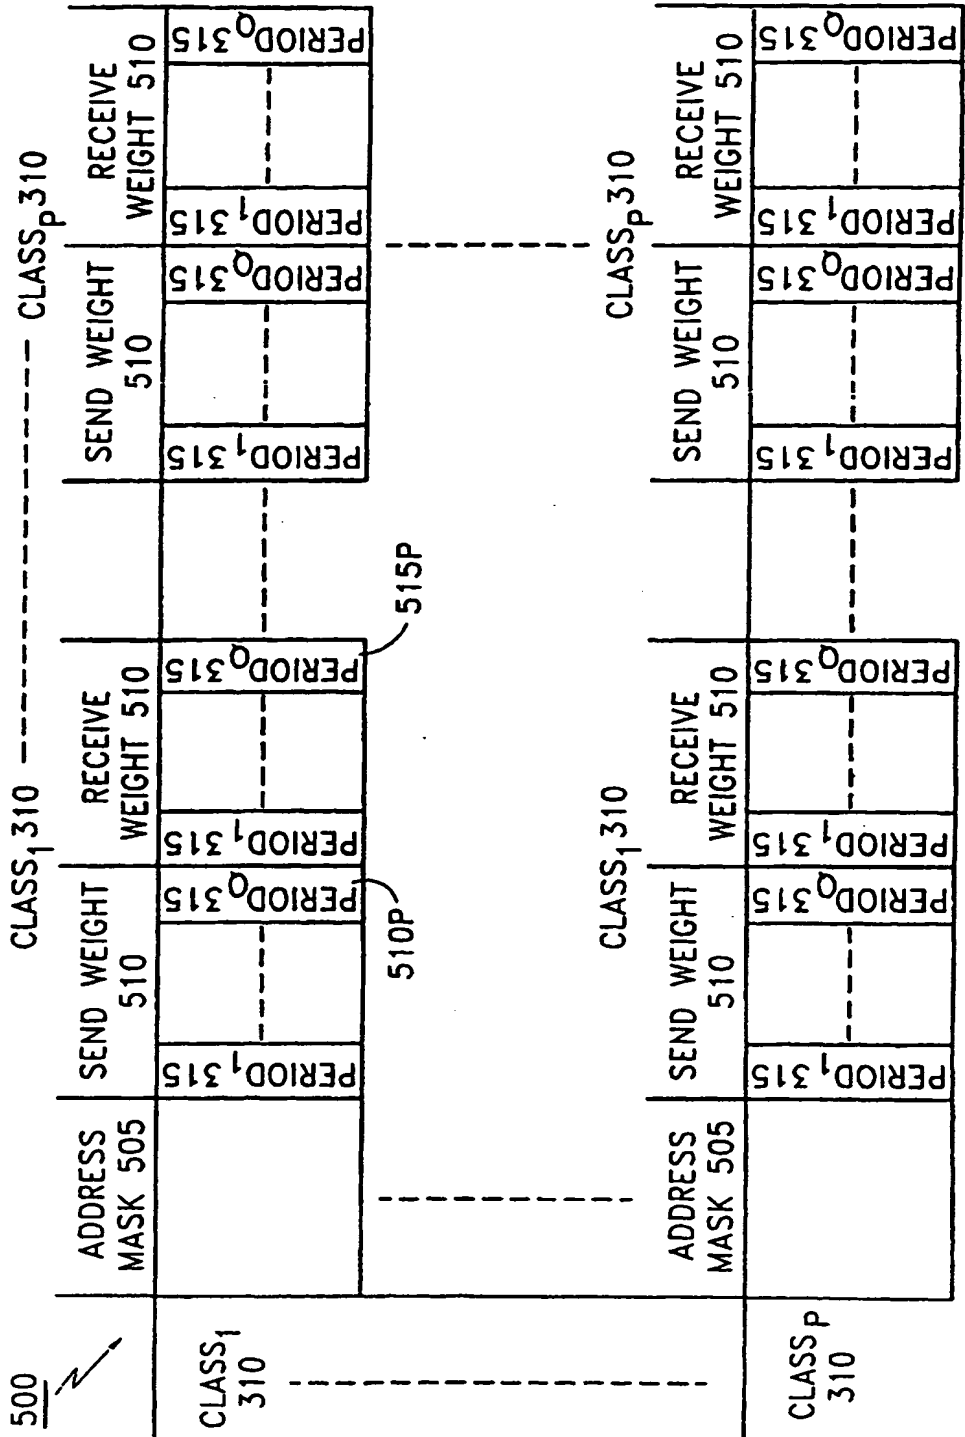 500
CLASS1 310 CLASSP 310
ADDRESS MASK 505
SEND WEIGHT 510
RECEIVE WEIGHT 510
SEND WEIGHT 510
RECEIVE WEIGHT 510
CLASS1 310
PERIOD1 315
PERIODQ 315
PERIOD1 315
PERIODQ 315
PERIOD1 315
PERIODQ 315
PERIOD1 315
PERIODQ 315
510P
515P
CLASS1 310
CLASSP 310
ADDRESS MASK 505
SEND WEIGHT 510
RECEIVE WEIGHT 510
SEND WEIGHT 510
RECEIVE WEIGHT 510
CLASSP 310
PERIOD1 315
PERIODQ 315
PERIOD1 315
PERIODQ 315
PERIOD1 315
PERIODQ 315
PERIOD1 315
PERIODQ 315